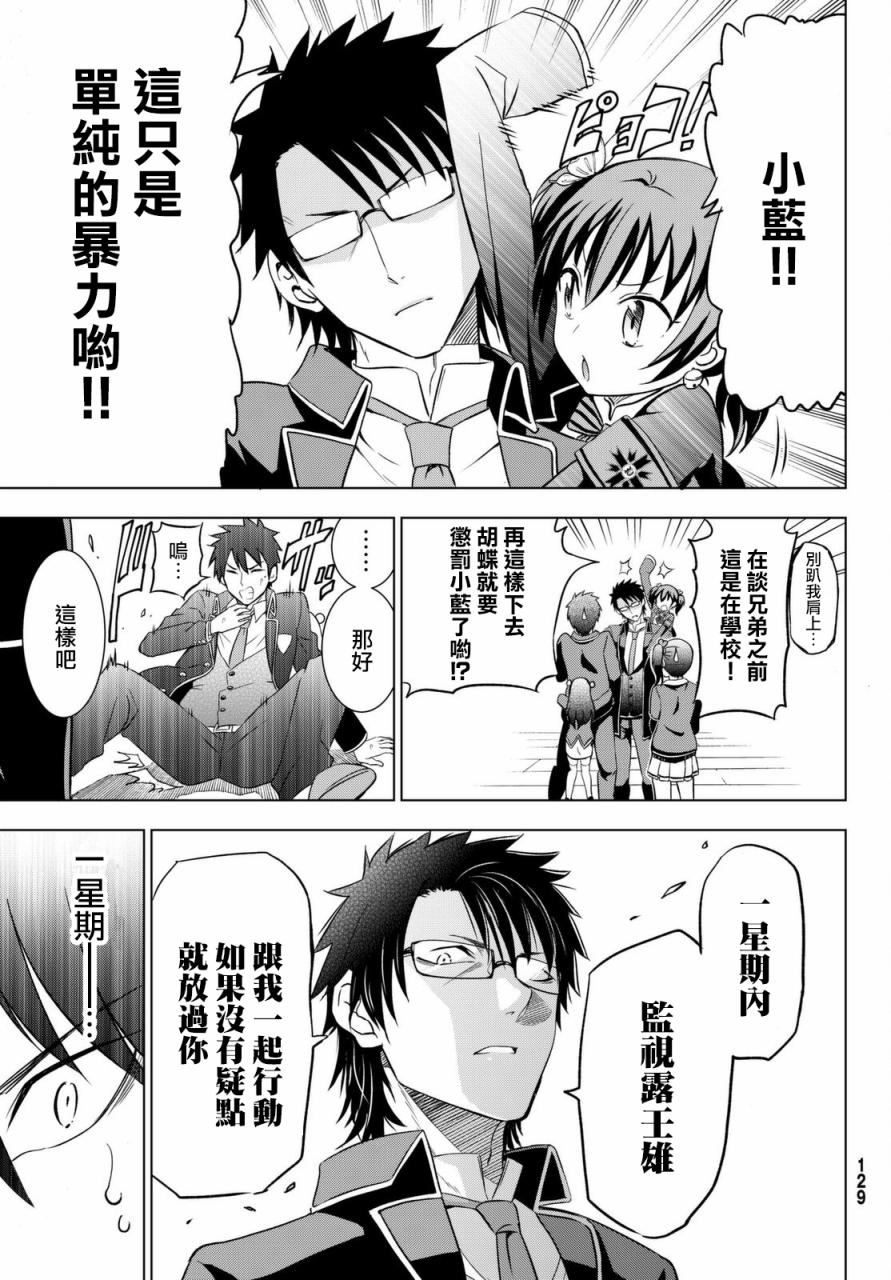 小藍!!
ピョコ!
這只是
單純的暴力喲!!
別趴我肩上…
在談兄弟之前
這是在學校！
再這樣下去
胡蝶就要
懲罰小藍了喲!?
……
那好
嗚…
這樣吧
一星期內
監視露王雄
跟我一起行動
如果沒有疑點
就放過你
一星期——…
129